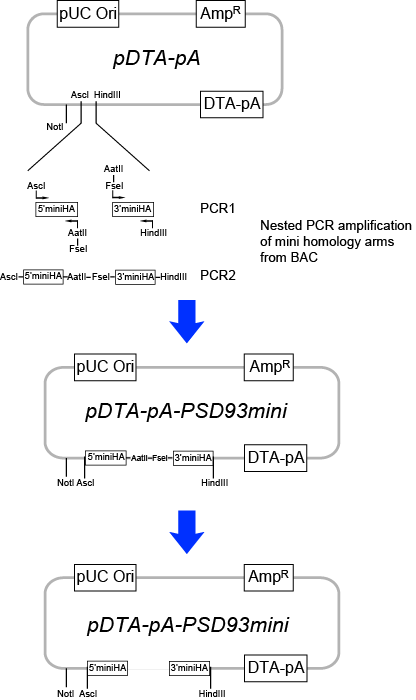 pUC Ori
AmpR
pDTA-pA
AscI HindIII
DTA-pA
NotI
AatII
AscI
FseI
5'miniHA
3'miniHA
PCR1
AatII
HindIII
FseI
Nested PCR amplification
of mini homology arms
from BAC
AscI 5'miniHA AatII FseI 3'miniHA HindIII
PCR2
pUC Ori
AmpR
pDTA-pA-PSD93mini
5'miniHA AatII FseI 3'miniHA
DTA-pA
NotI AscI
HindIII
pUC Ori
AmpR
pDTA-pA-PSD93mini
5'miniHA
3'miniHA
DTA-pA
NotI AscI
HindIII